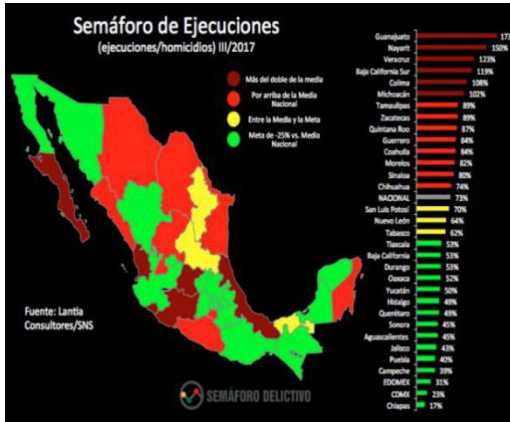 Semáforo de Ejecuciones
(ejecuciones/homicidios) III/2017
Más del doble de la media
Por arriba de la Media
Nacional
Entre la Media y la Meta
Meta de -25% vs. Media
Nacional
Fuente: Lantia
Consultores/SNS
SEMÁFORO DELICTIVO
Guanajuato
Nayarit 150%
Veracruz 123%
Baja California Sur 119%
Colima 108%
Michoacán 102%
Tamaulipas 89%
Zacatecas 89%
Quintana Roo 87%
Guerrero 84%
Coahuila 84%
Morelos 82%
Sinaloa 80%
Chihuahua 74%
NACIONAL 73%
San Luis Potosí 70%
Nuevo León 64%
Tabasco 62%
Tlaxcala 53%
Baja California 53%
Durango 53%
Oaxaca 52%
Yucatán 50%
Hidalgo 49%
Querétaro 49%
Sonora 45%
Aguascalientes 45%
Jalisco 43%
Puebla 40%
Campeche 39%
EDOMEX 31%
CDMX 23%
Chiapas 17%